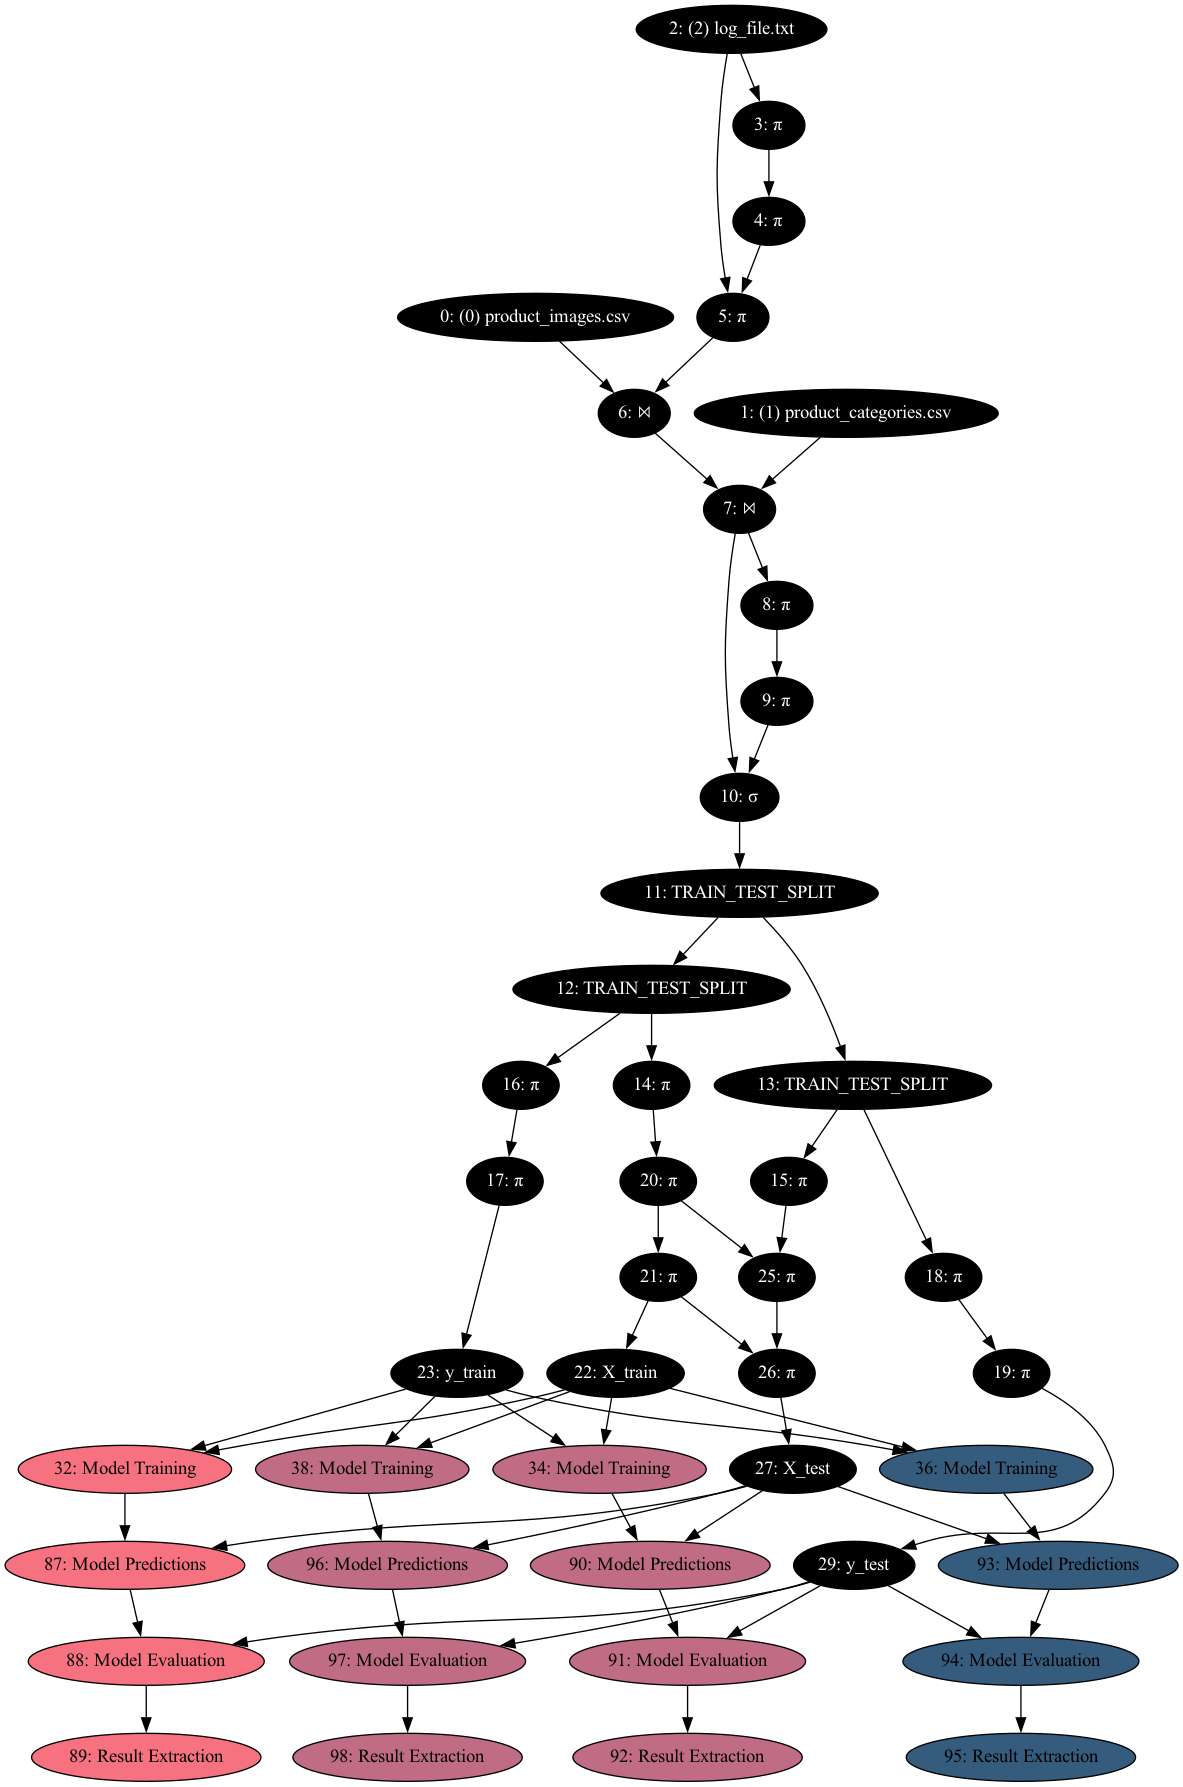 2: (2) log_file.txt
3: π
4: π
0: (0) product_images.csv
5: π
6: ⋈
1: (1) product_categories.csv
7: ⋈
8: π
9: π
10: σ
11: TRAIN_TEST_SPLIT
12: TRAIN_TEST_SPLIT
16: π
14: π
13: TRAIN_TEST_SPLIT
17: π
20: π
15: π
21: π
25: π
18: π
23: y_train
22: X_train
26: π
19: π
32: Model Training
38: Model Training
34: Model Training
27: X_test
36: Model Training
87: Model Predictions
96: Model Predictions
90: Model Predictions
29: y_test
93: Model Predictions
88: Model Evaluation
97: Model Evaluation
91: Model Evaluation
94: Model Evaluation
89: Result Extraction
98: Result Extraction
92: Result Extraction
95: Result Extraction